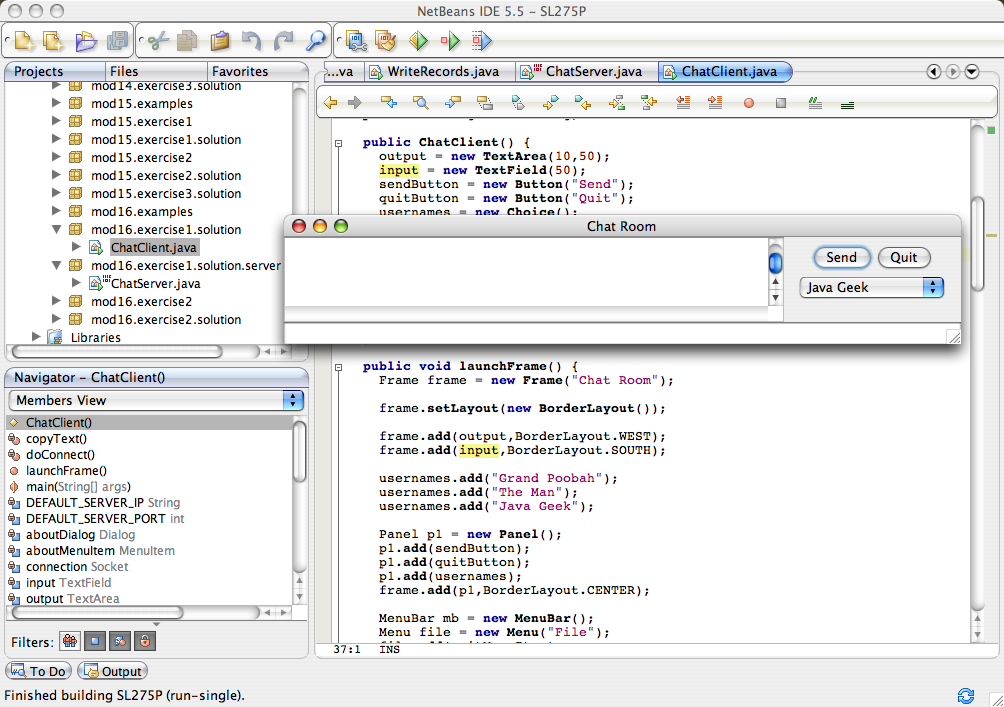 NetBeans IDE 5.5 – SL275P
Projects Files Favorites
mod14.exercise3.solution
mod15.examples
mod15.exercise1
mod15.exercise1.solution
mod15.exercise2
mod15.exercise2.solution
mod15.exercise3.solution
mod16.examples
mod16.exercise1.solution
ChatClient.java
mod16.exercise1.solution.server
ChatServer.java
mod16.exercise2
mod16.exercise2.solution
Libraries
...va WriteRecords.java ChatServer.java ChatClient.java
public ChatClient() {
output = new TextArea(10,50);
input = new TextField(50);
sendButton = new Button("Send");
quitButton = new Button("Quit");
usernames = new Choice();
Chat Room
Send Quit
Java Geek
public void launchFrame() {
Frame frame = new Frame("Chat Room");
frame.setLayout(new BorderLayout());
frame.add(output,BorderLayout.WEST);
frame.add(input,BorderLayout.SOUTH);
usernames.add("Grand Poobah");
usernames.add("The Man");
usernames.add("Java Geek");
Panel p1 = new Panel();
p1.add(sendButton);
p1.add(quitButton);
p1.add(usernames);
frame.add(p1,BorderLayout.CENTER);
MenuBar mb = new MenuBar();
Menu file = new Menu("File");
37:1 INS
Navigator – ChatClient()
Members View
ChatClient()
copyText()
doConnect()
launchFrame()
main(String[] args)
DEFAULT_SERVER_IP String
DEFAULT_SERVER_PORT int
aboutDialog Dialog
aboutMenuItem MenuItem
connection Socket
input TextField
output TextArea
Filters:
To Do Output
Finished building SL275P (run-single).